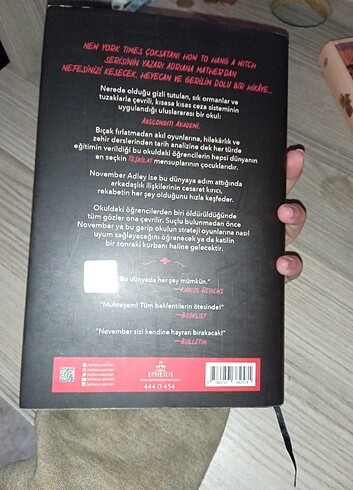 NEW YORK TIMES ÇOKSATANI HOW TO HANG A WITCH
SERİSİNİN YAZARI ADRIANA MATHER'DAN
NEFESİNİZİ KESECEK, HEYECAN VE GERİLİM DOLU BİR HİKÂYE...
Nerede olduğu gizli tutulan, sık ormanlar ve
tuzaklarla çevrili, kısasa kısas ceza sisteminin
uygulandığı uluslararası bir okul:
ABSCONDITI AKADEMİ.
Bıçak fırlatmadan akıl oyunlarına, hilekârlık ve
zehir derslerinden tarih analizine dek her türde
eğitimin verildiği bu okuldaki öğrencilerin hepsi dünyanın
en seçkin TEŞKİLAT mensuplarının çocuklarıdır.
November Adley ise bu dünyaya adım attığında
arkadaşlık ilişkilerinin cesaret kırıcı,
rekabetin her şey olduğunu hızla keşfeder.
Okuldaki öğrencilerden biri öldürüldüğünde
tüm gözler ona çevrilir. Suçlu bulunmadan önce
November ya bu garip okulun strateji oyunlarına nasıl
uyum sağlayacağını öğrenecek ya da katilin
bir sonraki kurbanı hâline gelecektir.
"Bu dünyada her şey mümkün."
—KIRKUS REVIEWS
"Muhteşem! Tüm beklentilerin ötesinde!"
—BOOKLIST
"November sizi kendine hayran bırakacak!"
—BULLETIN
EPHESUS
444 0 454